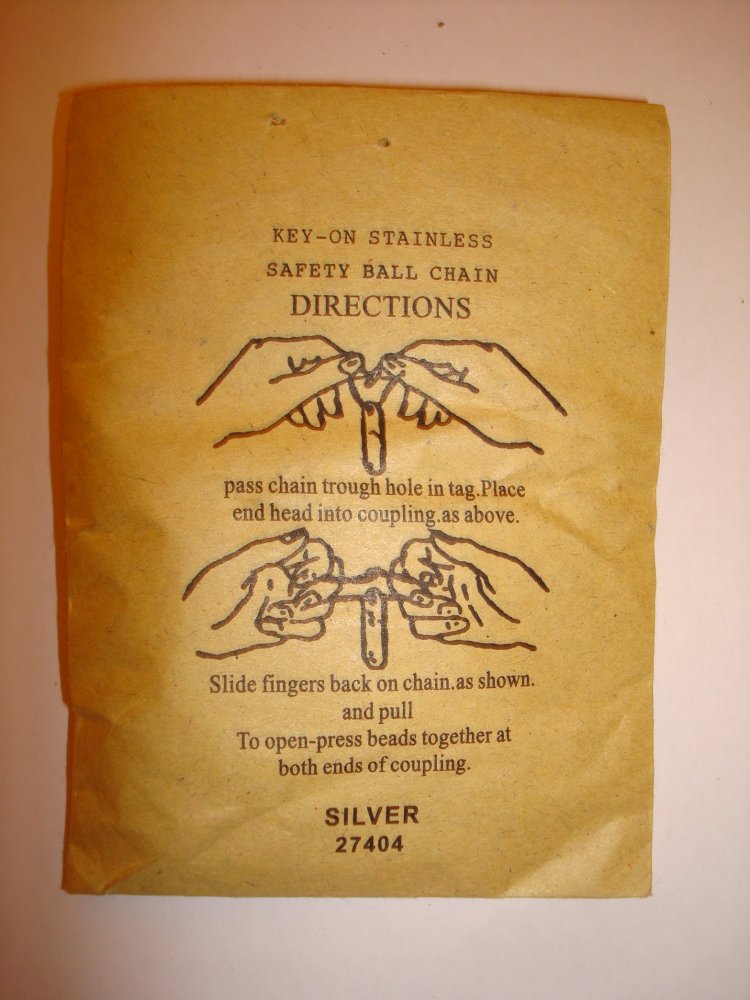 KEY-ON STAINLESS
SAFETY BALL CHAIN
DIRECTIONS
pass chain trough hole in tag.Place
end head into coupling.as above.
Slide fingers back on chain.as shown.
and pull
To open-press beads together at
both ends of coupling.
SILVER
27404